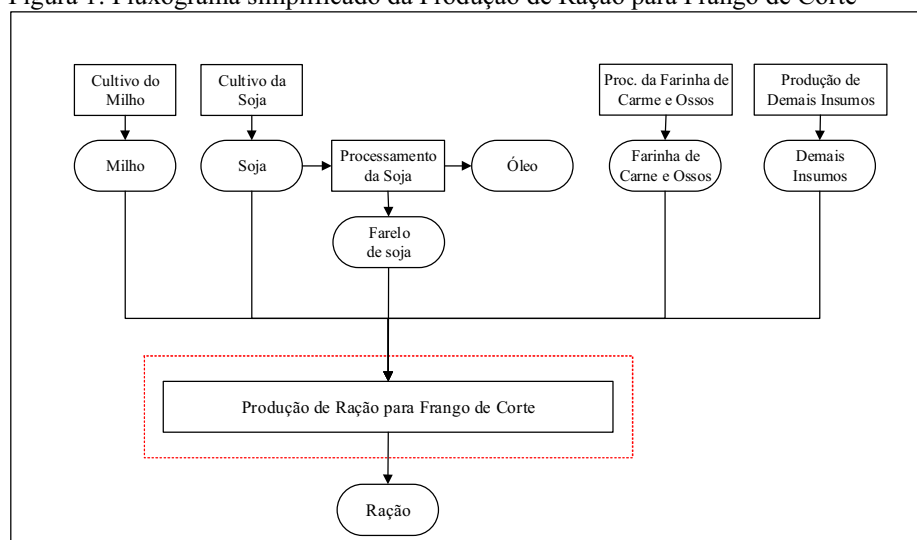 Figura 1: Fluxograma simplificado da Produção de Ração para Frango de Corte
Cultivo do
Milho
Cultivo da
Soja
Proc. da Farinha de
Carme e Ossos
Produção de
Demais Insumos
Milho
Soja
Processamento
da Soja
Óleo
Farinha de
Carne e Ossos
Demais
Insumos
Farelo
de soja
Produção de Ração para Frango de Corte
Ração